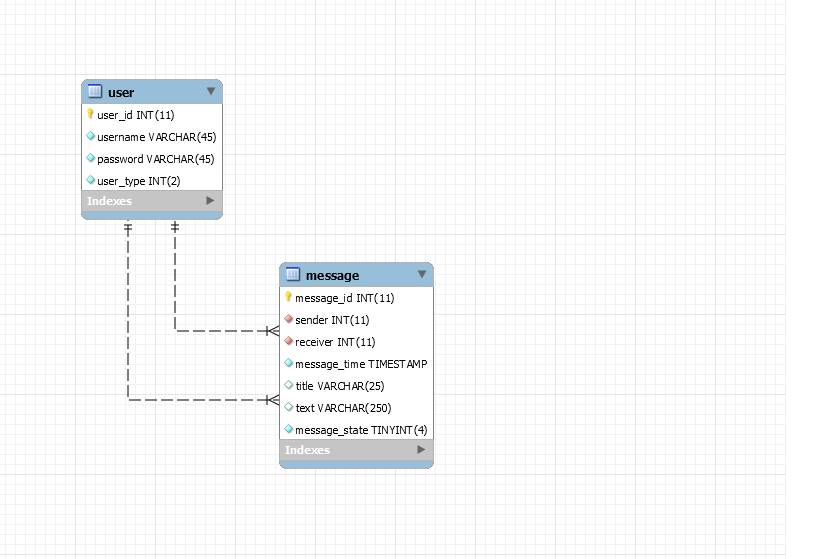 user
user_id INT(11)
username VARCHAR(45)
password VARCHAR(45)
user_type INT(2)
Indexes
message
message_id INT(11)
sender INT(11)
receiver INT(11)
message_time TIMESTAMP
title VARCHAR(25)
text VARCHAR(250)
message_state TINYINT(4)
Indexes